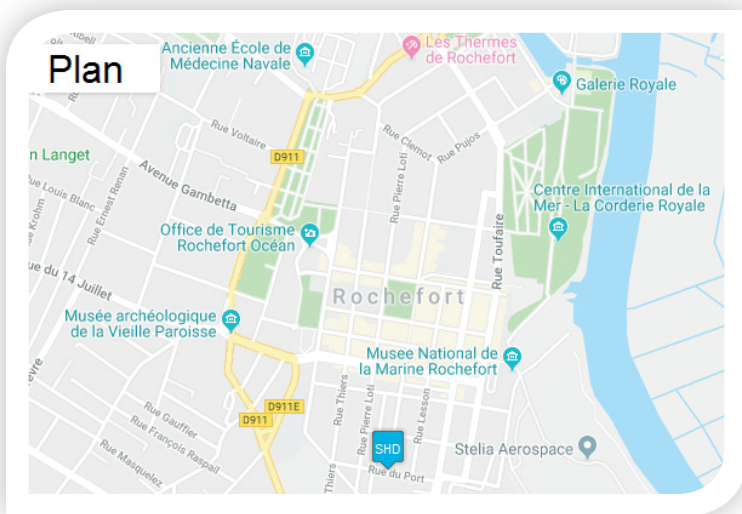 Plan
Ancienne École de
Médecine Navale
Les Thermes
de Rochefort
Galerie Royale
Rue Voltaire
Rue Clemot
Rue Pujos
D911
n Langet
Avenue Gambetta
Rue Pierre Loti
Rue Louis Blanc
Rue Ernest Renan
Centre International de la
Mer - La Corderie Royale
Krohm
Office de Tourisme
Rochefort Océan
Rue Toufaire
ue du 14 Juillet
Rochefort
Musée archéologique
de la Vieille Paroisse
Musee National de
la Marine Rochefort
Rue Thiers
Rue Pierre Loti
Rue Lesson
Rue Gauffier
D911E
D911
Rue François Raspail
SHD
Stelia Aerospace
Rue Masquelez
Rue du Port
Thiers